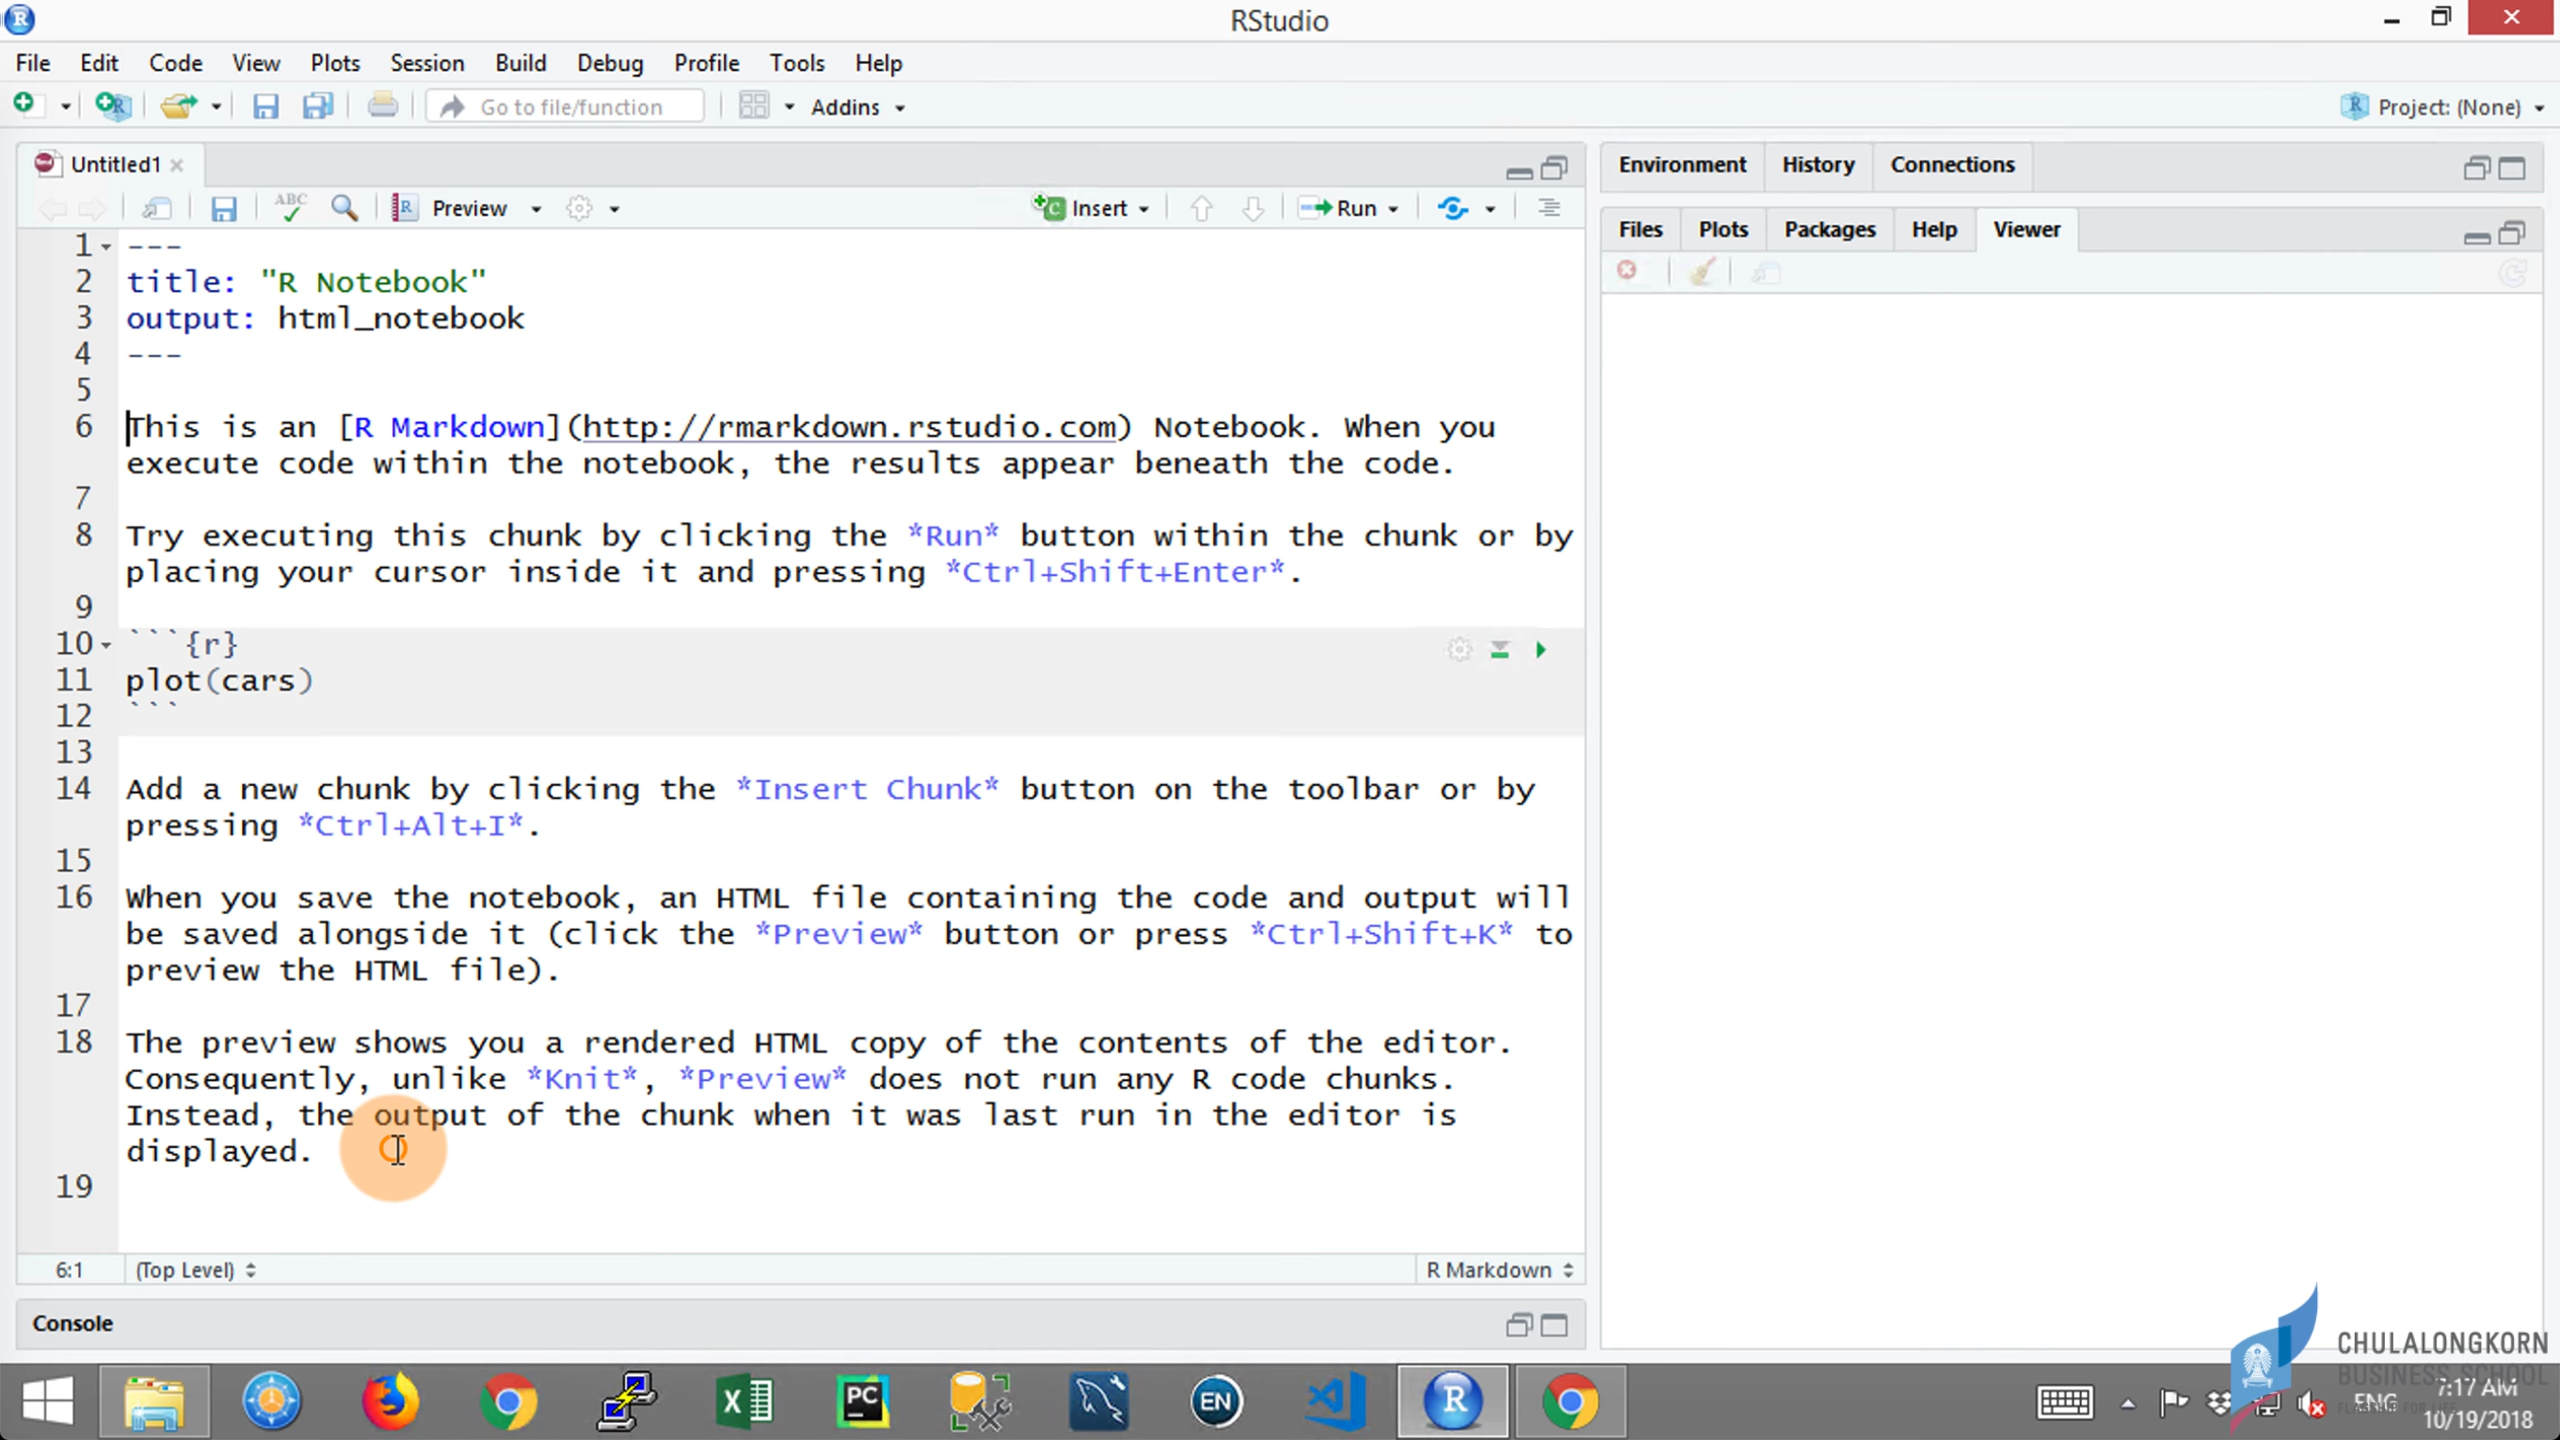 RStudio
File Edit Code View Plots Session Build Debug Profile Tools Help
Go to file/function Addins Project: (None)
Untitled1
Environment History Connections
ABC Preview Insert Run
Files Plots Packages Help Viewer
1 ---
2 title: "R Notebook"
3 output: html_notebook
4 ---
5
6 This is an [R Markdown](http://rmarkdown.rstudio.com) Notebook. When you
execute code within the notebook, the results appear beneath the code.
7
8 Try executing this chunk by clicking the *Run* button within the chunk or by
placing your cursor inside it and pressing *Ctrl+Shift+Enter*.
9
10 ```{r}
11 plot(cars)
12 ```
13
14 Add a new chunk by clicking the *Insert Chunk* button on the toolbar or by
pressing *Ctrl+Alt+I*.
15
16 When you save the notebook, an HTML file containing the code and output will
be saved alongside it (click the *Preview* button or press *Ctrl+Shift+K* to
preview the HTML file).
17
18 The preview shows you a rendered HTML copy of the contents of the editor.
Consequently, unlike *Knit*, *Preview* does not run any R code chunks.
Instead, the output of the chunk when it was last run in the editor is
displayed.
19
6:1 (Top Level) R Markdown
Console
CHULALONGKORN
BUSINESS SCHOOL
PC EN R ENG 7:17 AM
10/19/2018